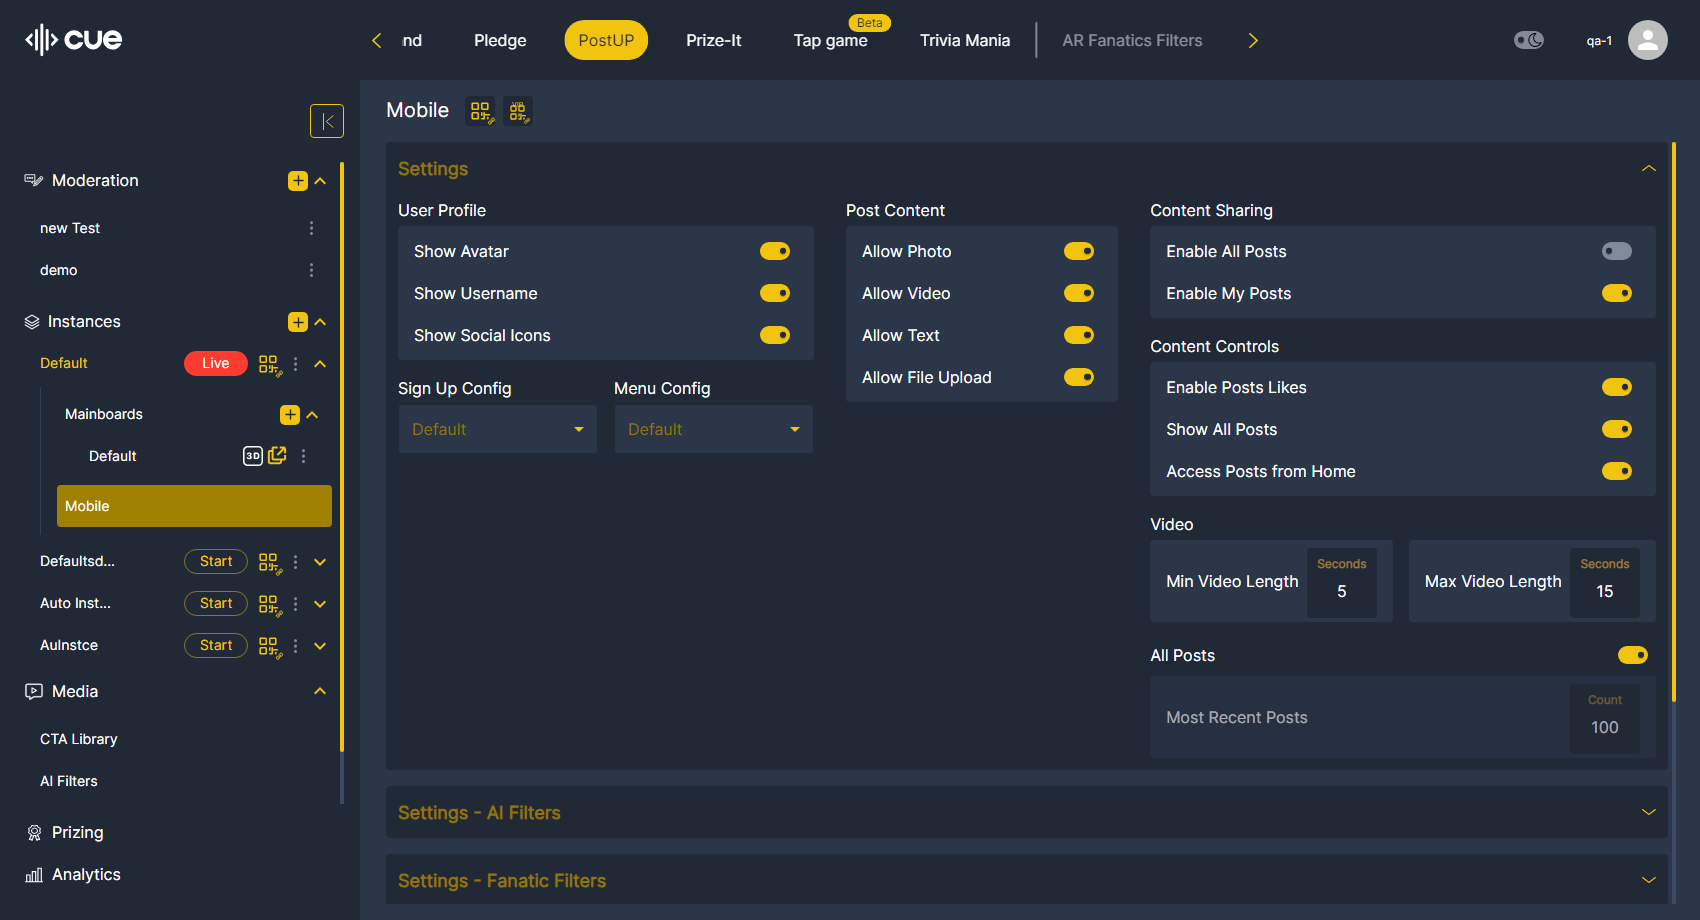 cue
nd
Pledge
PostUP
Prize-It
Beta
Tap game
Trivia Mania
AR Fanatics Filters
qa-1
Moderation
new Test
demo
Instances
Default
Live
Mainboards
Default
3D
Mobile
Defaultsd...
Start
Auto Inst...
Start
AuInstce
Start
Media
CTA Library
AI Filters
Prizing
Analytics
Mobile
Settings
User Profile
Show Avatar
Show Username
Show Social Icons
Sign Up Config
Default
Menu Config
Default
Post Content
Allow Photo
Allow Video
Allow Text
Allow File Upload
Content Sharing
Enable All Posts
Enable My Posts
Content Controls
Enable Posts Likes
Show All Posts
Access Posts from Home
Video
Min Video Length
Seconds
5
Max Video Length
Seconds
15
All Posts
Most Recent Posts
Count
100
Settings - AI Filters
Settings - Fanatic Filters